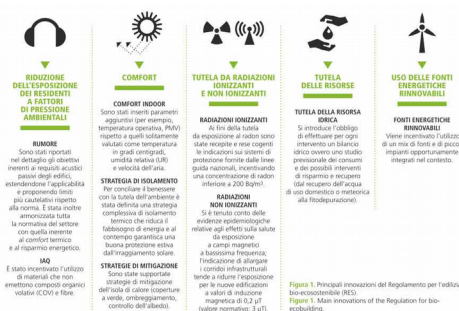 RIDUZIONE
DELL'ESPOSIZIONE
DEI RESIDENTI
A FATTORI
DI PRESSIONE
AMBIENTALI
RUMORE
Sono stati riportati
nel dettaglio gli obiettivi
inerenti ai requisiti acustici
passivi degli edifici,
estendendone l'applicabilità
e proponendo limiti
più cautelativi rispetto
alla norma. È stata inoltre
armonizzata tutta
la normativa del settore
con quella inerente
al comfort termico
e al risparmio energetico.
IAQ
È stato incentivato l'utilizzo
di materiali che non
emettono composti organici
volatili (COV) e fibre.
COMFORT
COMFORT INDOOR
Sono stati inseriti parametri
aggiuntivi (per esempio,
temperatura operativa, PMV)
rispetto a quelli solitamente
valutati come temperatura
in gradi centigradi,
umidità relativa (UR)
e velocità dell'aria.
STRATEGIA DI ISOLAMENTO
Per conciliare il benessere
con la tutela dell'ambiente è
stata definita una strategia
complessiva di isolamento
termico che riduca il
fabbisogno di energia e al
contempo garantisca una
buona protezione estiva
dall'irraggiamento solare.
STRATEGIE DI MITIGAZIONE
Sono state supportate
strategie di mitigazione
dell'isola di calore (coperture
a verde, ombreggiamento,
controllo dell'albedo).
TUTELA DA RADIAZIONI
IONIZZANTI
E NON IONIZZANTI
RADIAZIONI IONIZZANTI
Ai fini della tutela
da esposizione al radon sono
state recepite e rese cogenti
le indicazioni sui sistemi di
protezione fornite dalle linee
guida nazionali, incentivando
una concentrazione di radon
inferiore a 200 Bq/m³.
RADIAZIONI
NON IONIZZANTI
Si è tenuto conto delle
evidenze epidemiologiche
relative agli effetti sulla salute
da esposizione
a campi magnetici
a bassissima frequenza;
l'indicazione di allargare
i corridoi infrastrutturali
tende a ridurre l'esposizione
per le nuove edificazioni
a valori di induzione
magnetica di 0,2 μT
(valore normativo: 3 μT).
TUTELA
DELLE RISORSE
TUTELA DELLA RISORSA
IDRICA
Si introduce l'obbligo
di effettuare per ogni
intervento un bilancio
idrico ovvero uno studio
previsionale dei consumi
e dei possibili interventi
di risparmio e recupero
(dal recupero dell'acqua
di uso domestico o meteorica
alla fitodepurazione).
USO DELLE FONTI
ENERGETICHE
RINNOVABILI
FONTI ENERGETICHE
RINNOVABILI
Viene incentivato l'utilizzo
di un mix di fonti e di piccoli
impianti opportunamente
integrati nel contesto.
Figura 1. Principali innovazioni del Regolamento per l'edilizia
bio-ecosostenibile (RES).
Figure 1. Main innovations of the Regulation for bio-
ecobuilding.